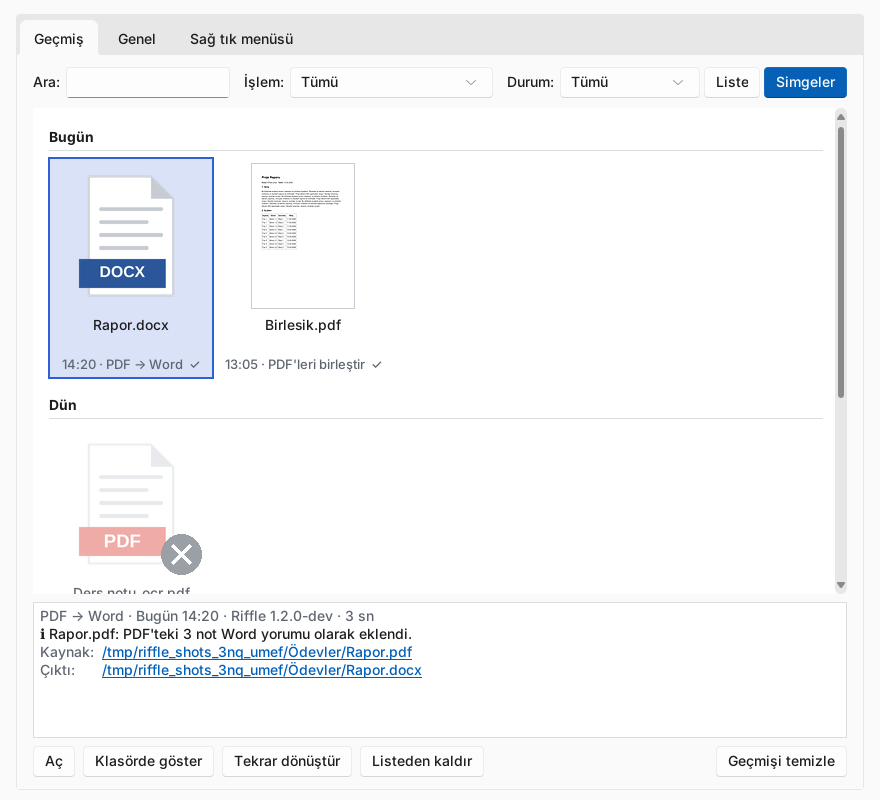 Geçmiş Genel Sağ tık menüsü
Ara: İşlem: Tümü Durum: Tümü Liste Simgeler
Bugün
DOCX
Rapor.docx Birlesik.pdf
14:20 · PDF → Word ✓ 13:05 · PDF'leri birleştir ✓
Dün
PDF
Ders notu_ocr.pdf
PDF → Word · Bugün 14:20 · Riffle 1.2.0-dev · 3 sn
ℹ Rapor.pdf: PDF'teki 3 not Word yorumu olarak eklendi.
Kaynak: /tmp/riffle_shots_3nq_umef/Ödevler/Rapor.pdf
Çıktı: /tmp/riffle_shots_3nq_umef/Ödevler/Rapor.docx
Aç Klasörde göster Tekrar dönüştür Listeden kaldır Geçmişi temizle